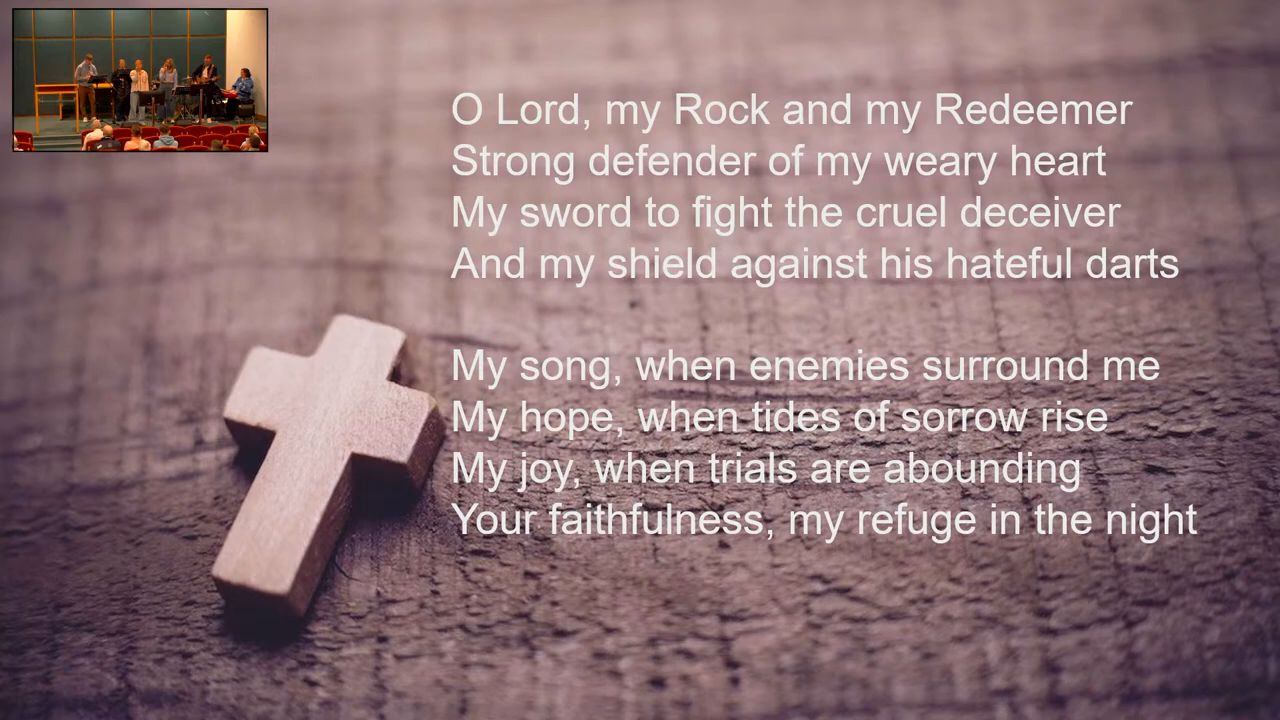 O Lord, my Rock and my Redeemer
Strong defender of my weary heart
My sword to fight the cruel deceiver
And my shield against his hateful darts
My song, when enemies surround me
My hope, when tides of sorrow rise
My joy, when trials are abounding
Your faithfulness, my refuge in the night